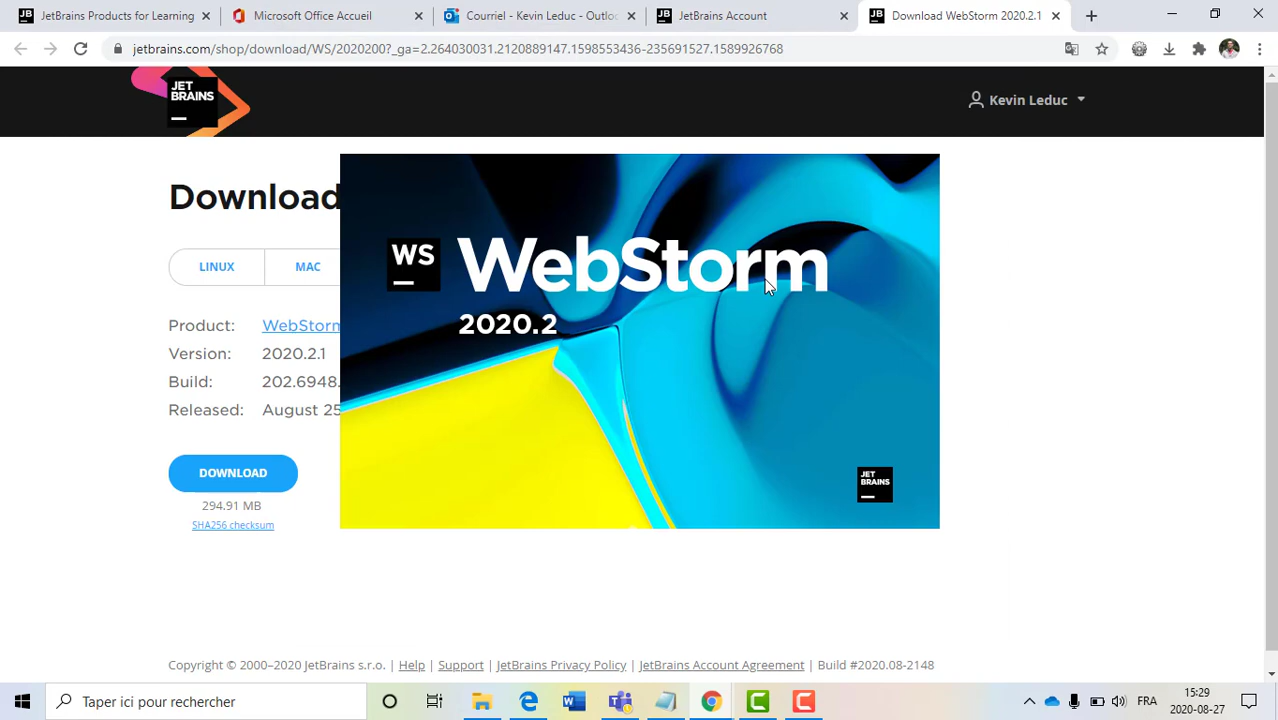 JetBrains Products for Learning
Microsoft Office Accueil
Courriel - Kevin Leduc - Outloo
JetBrains Account
Download WebStorm 2020.2.1
jetbrains.com/shop/download/WS/2020200?_ga=2.264030031.2120889147.1598553436-235691527.1589926768
JET
BRAINS
Kevin Leduc
Download
LINUX
MAC
Product: WebStorm
Version: 2020.2.1
Build: 202.6948.
Released: August 25
DOWNLOAD
294.91 MB
SHA256 checksum
WS
WebStorm
2020.2
JET
BRAINS
Copyright © 2000–2020 JetBrains s.r.o. | Help | Support | JetBrains Privacy Policy | JetBrains Account Agreement | Build #2020.08-2148
Taper ici pour rechercher
FRA
15:29
2020-08-27